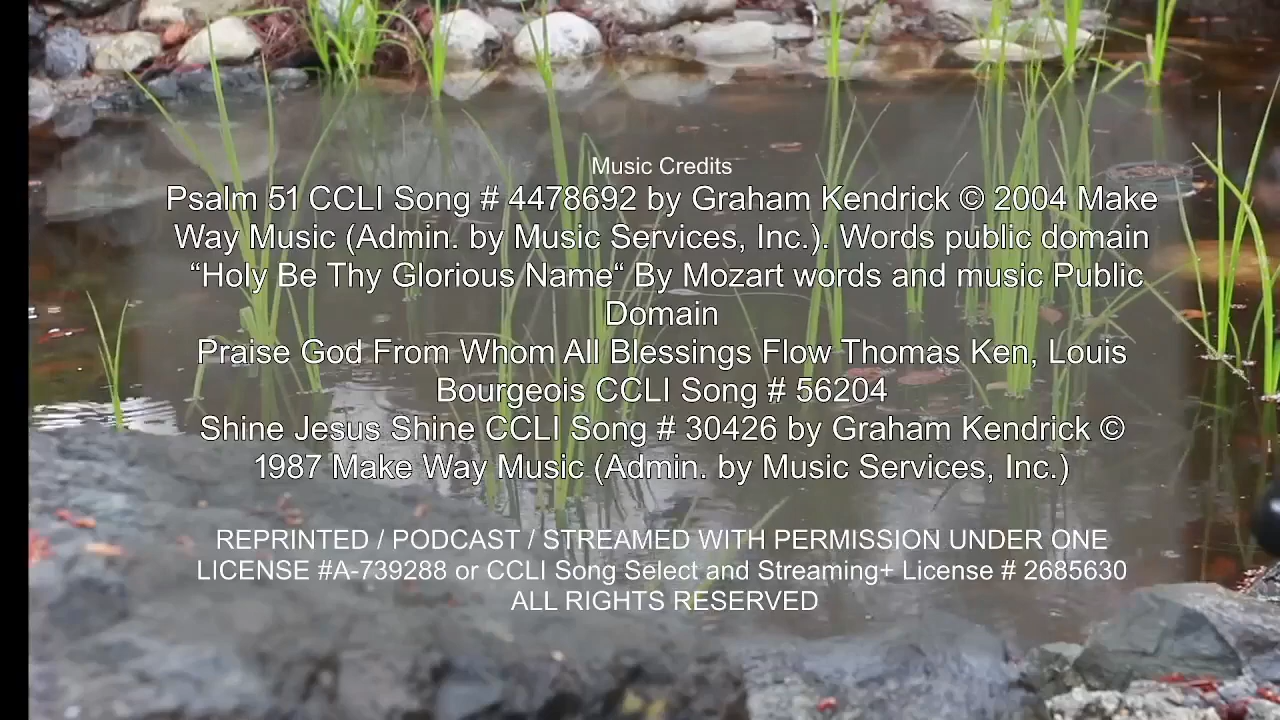 Music Credits
Psalm 51 CCLI Song # 4478692 by Graham Kendrick © 2004 Make
Way Music (Admin. by Music Services, Inc.). Words public domain
“Holy Be Thy Glorious Name“ By Mozart words and music Public
Domain
Praise God From Whom All Blessings Flow Thomas Ken, Louis
Bourgeois CCLI Song # 56204
Shine Jesus Shine CCLI Song # 30426 by Graham Kendrick ©
1987 Make Way Music (Admin. by Music Services, Inc.)
REPRINTED / PODCAST / STREAMED WITH PERMISSION UNDER ONE
LICENSE #A-739288 or CCLI Song Select and Streaming+ License # 2685630
ALL RIGHTS RESERVED